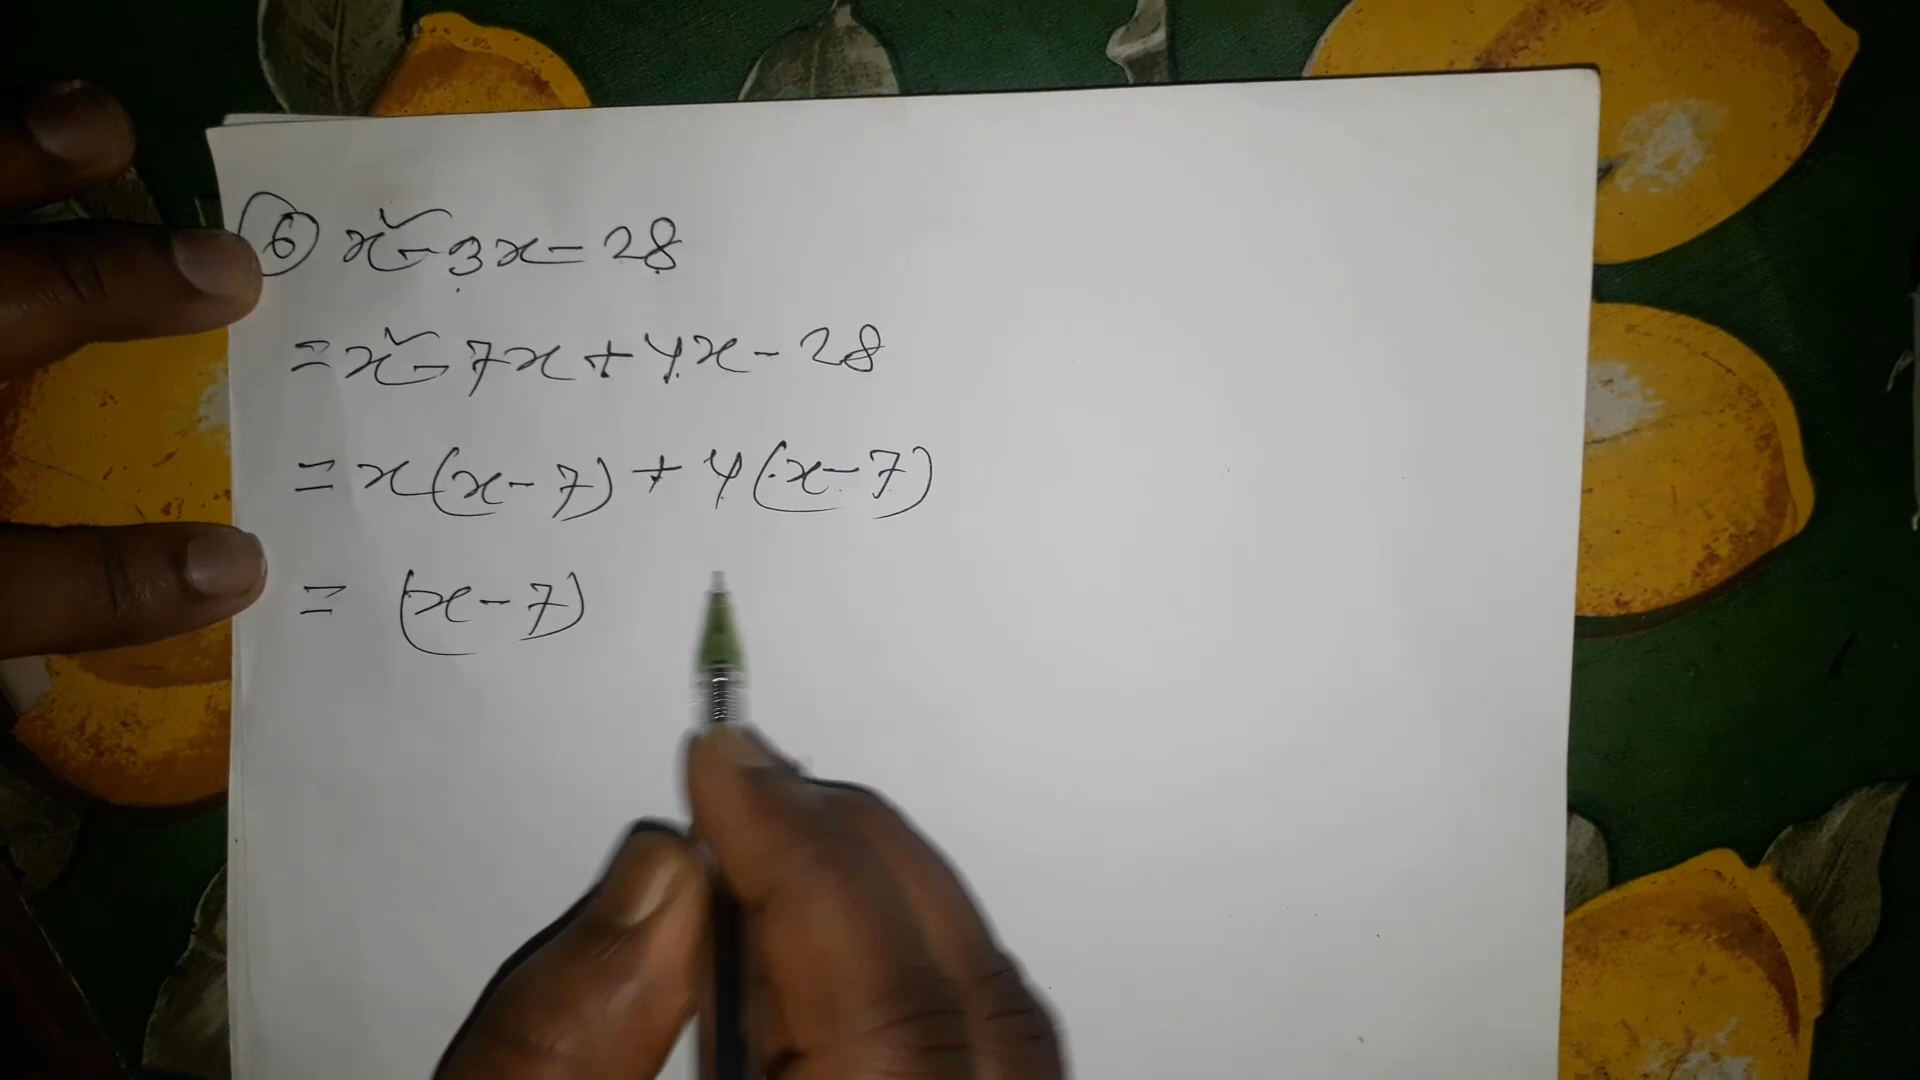 ⑥ x² - 3x - 28
= x² - 7x + 4x - 28
= x(x - 7) + 4(x - 7)
= (x - 7)